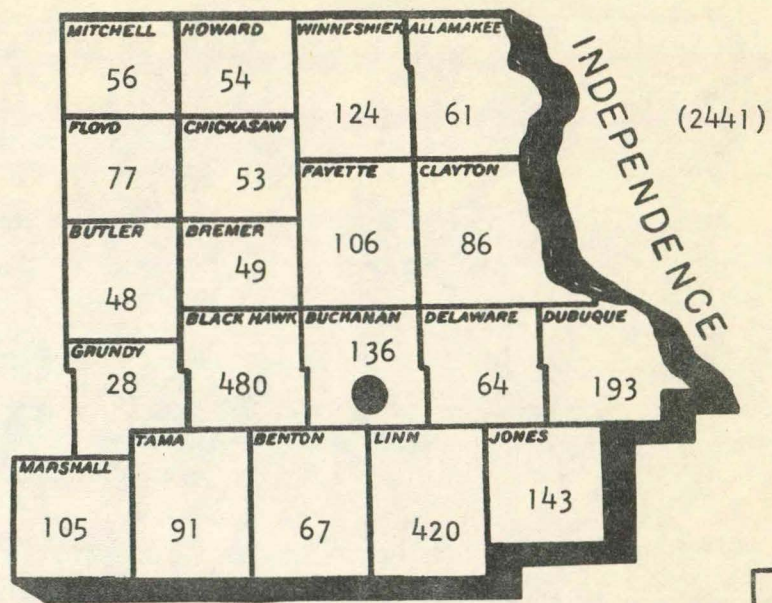 MITCHELL HOWARD WINNESHIEK ALLAMAKEE
56 54 124 61
INDEPENDENCE
(2441)
FLOYD CHICKASAW
77 53
FAYETTE CLAYTON
106 86
BUTLER BREMER
48 49
BLACK HAWK BUCKANAN DELAWARE DUBUQUE
136
GRUNDY
28 480 64 193
TAMA BENTON LINN JONES
MARSHALL
105 91 67 420 143